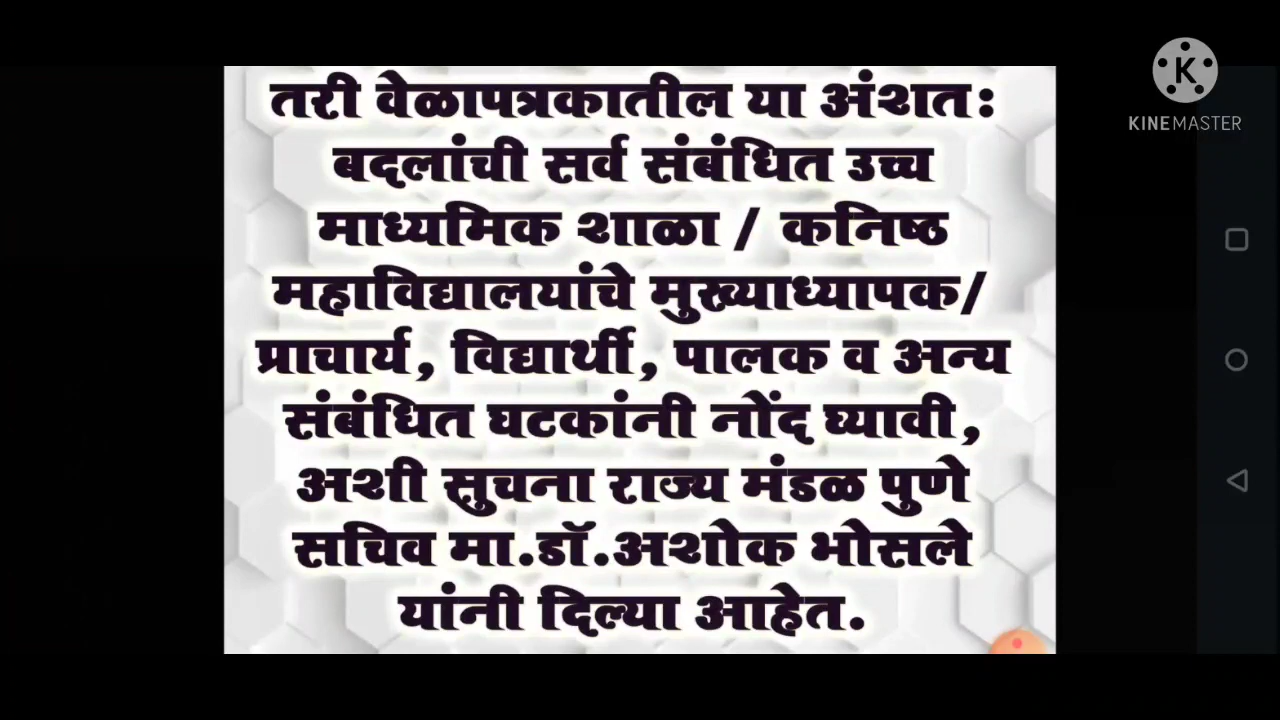 तरी वेळापत्रकातील या अंशत:
बदलांची सर्व संबंधित उच्च
माध्यमिक शाळा / कनिष्ठ
महाविद्यालयांचे मुख्याध्यापक/
प्राचार्य, विद्यार्थी, पालक व अन्य
संबंधित घटकांनी नोंद घ्यावी,
अशी सुचना राज्य मंडळ पुणे
सचिव मा.डॉ.अशोक भोसले
यांनी दिल्या आहेत.
K
KINEMASTER